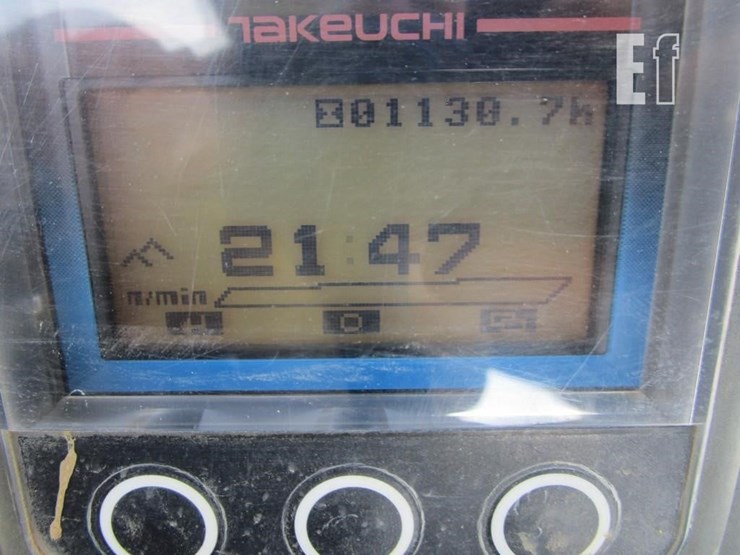 TAKEUCHI
Ef
01130.7h
21:47
n/min